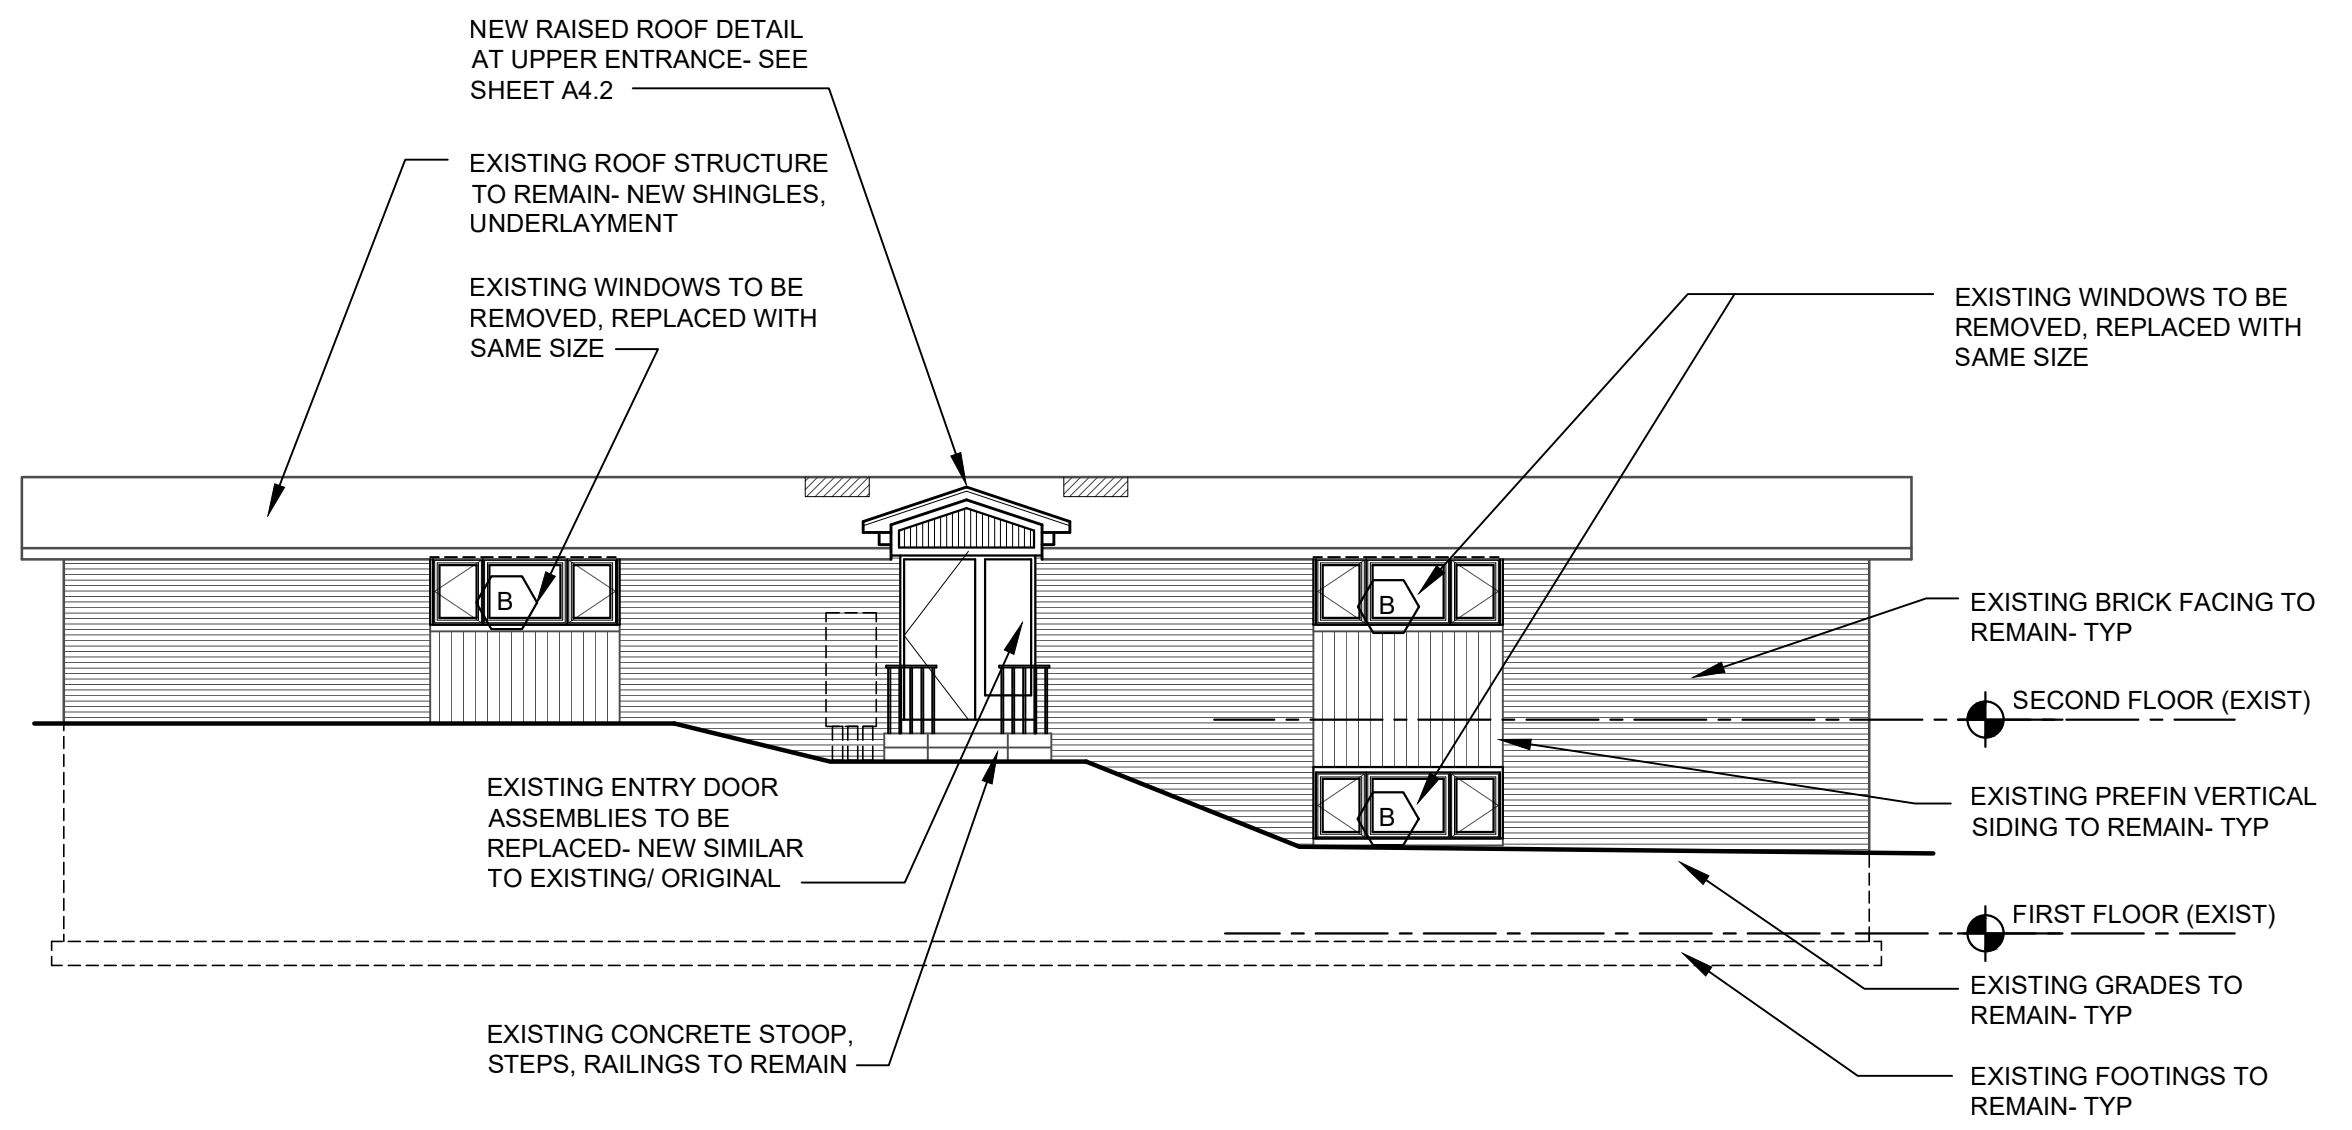 NEW RAISED ROOF DETAIL
AT UPPER ENTRANCE- SEE
SHEET A4.2
EXISTING ROOF STRUCTURE
TO REMAIN- NEW SHINGLES,
UNDERLAYMENT
EXISTING WINDOWS TO BE
REMOVED, REPLACED WITH
SAME SIZE
EXISTING WINDOWS TO BE
REMOVED, REPLACED WITH
SAME SIZE
B
B
EXISTING BRICK FACING TO
REMAIN- TYP
SECOND FLOOR (EXIST)
EXISTING ENTRY DOOR
ASSEMBLIES TO BE
REPLACED- NEW SIMILAR
TO EXISTING/ ORIGINAL
B
EXISTING PREFIN VERTICAL
SIDING TO REMAIN- TYP
FIRST FLOOR (EXIST)
EXISTING GRADES TO
REMAIN- TYP
EXISTING CONCRETE STOOP,
STEPS, RAILINGS TO REMAIN
EXISTING FOOTINGS TO
REMAIN- TYP